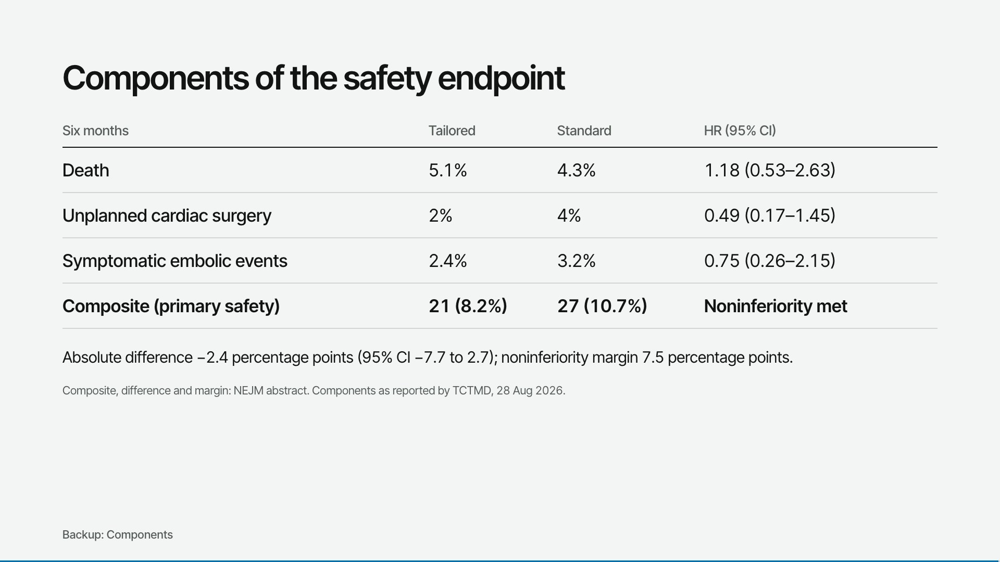 Components of the safety endpoint
Six months Tailored Standard HR (95% CI)
Death 5.1% 4.3% 1.18 (0.53–2.63)
Unplanned cardiac surgery 2% 4% 0.49 (0.17–1.45)
Symptomatic embolic events 2.4% 3.2% 0.75 (0.26–2.15)
Composite (primary safety) 21 (8.2%) 27 (10.7%) Noninferiority met
Absolute difference −2.4 percentage points (95% CI −7.7 to 2.7); noninferiority margin 7.5 percentage points.
Composite, difference and margin: NEJM abstract. Components as reported by TCTMD, 28 Aug 2026.
Backup: Components